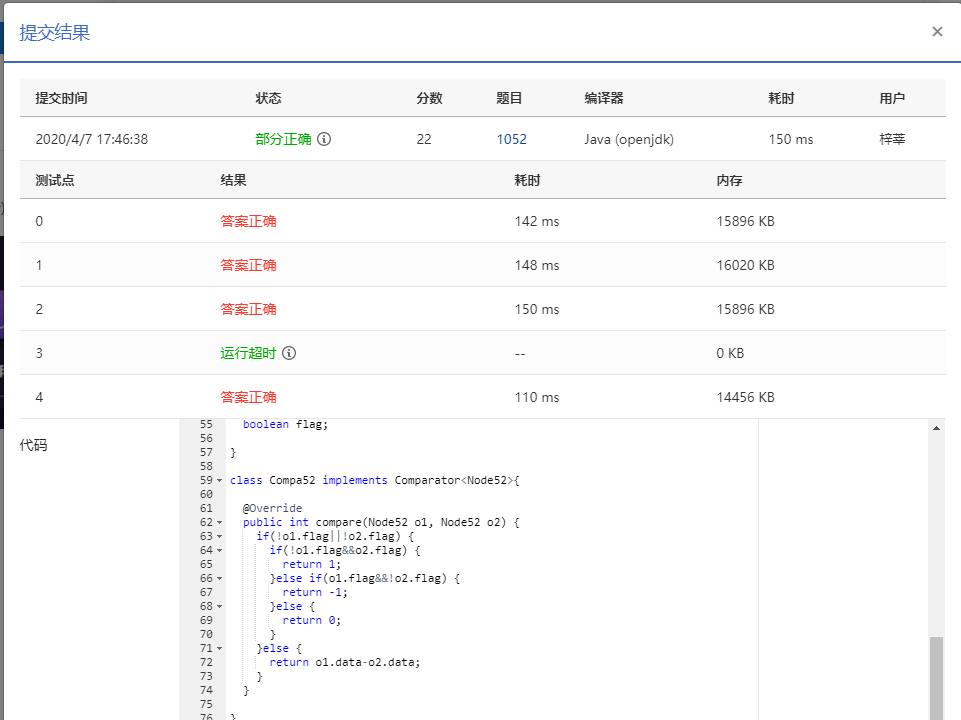 提交结果
×
提交时间 状态 分数 题目 编译器 耗时 用户
2020/4/7 17:46:38 部分正确 22 1052 Java (openjdk) 150 ms 梓莘
测试点 结果 耗时 内存
0 答案正确 142 ms 15896 KB
1 答案正确 148 ms 16020 KB
2 答案正确 150 ms 15896 KB
3 运行超时 -- 0 KB
4 答案正确 110 ms 14456 KB
代码
55 boolean flag;
56
57 }
58
59 class Compa52 implements Comparator<Node52>{
60
61 @Override
62 public int compare(Node52 o1, Node52 o2) {
63 if(!o1.flag||!o2.flag) {
64 if(!o1.flag&&o2.flag) {
65 return 1;
66 }else if(o1.flag&&!o2.flag) {
67 return -1;
68 }else {
69 return 0;
70 }
71 }else {
72 return o1.data-o2.data;
73 }
74 }
75
76 }